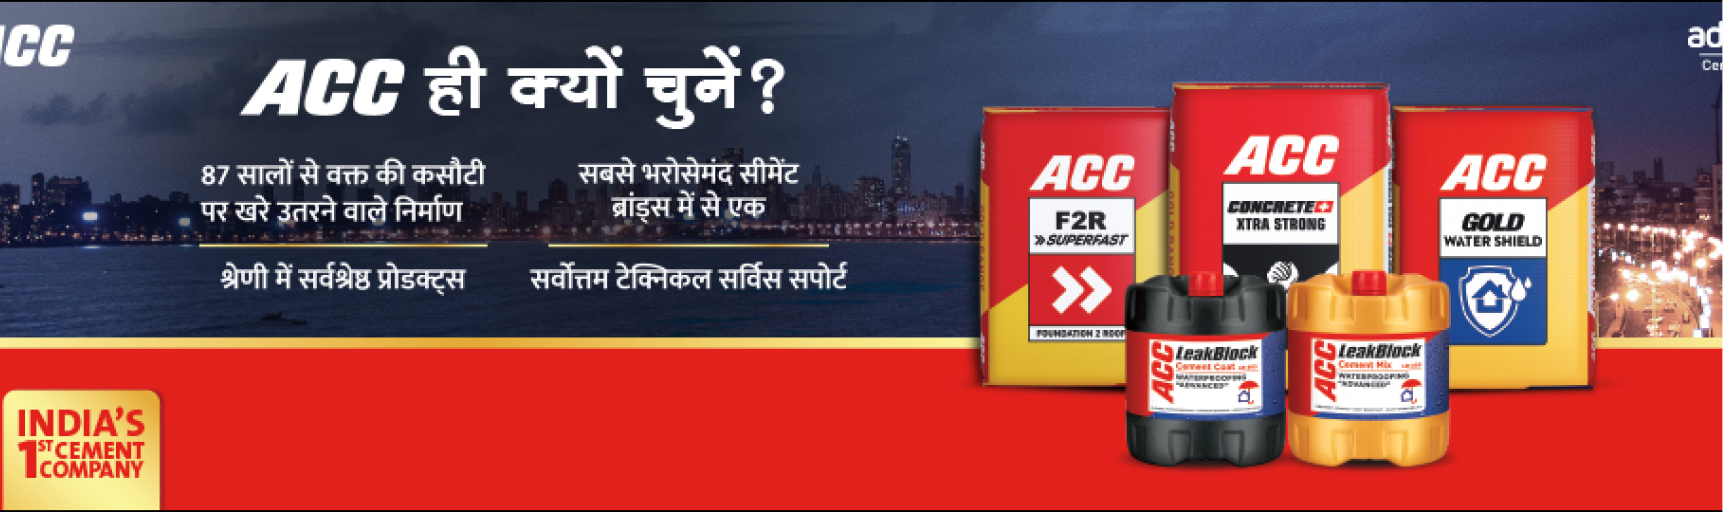 ACC
ACC ही क्यों चुनें?
87 सालों से वक्त की कसौटी
पर खरे उतरने वाले निर्माण
सबसे भरोसेमंद सीमेंट
ब्रांड्स में से एक
श्रेणी में सर्वश्रेष्ठ प्रोडक्ट्स
सर्वोत्तम टेक्निकल सर्विस सपोर्ट
ad
Cer
ACC
F2R
SUPERFAST
FOUNDATION 2 ROOF
ACC
CONCRETE+
XTRA STRONG
ACC
GOLD
WATER SHIELD
ACC
LeakBlock
Cement Coat
WATERPROOFING
"ADVANCED"
ACC
LeakBlock
Cement Mix
WATERPROOFING
"ADVANCED"
INDIA'S
1ST CEMENT
COMPANY